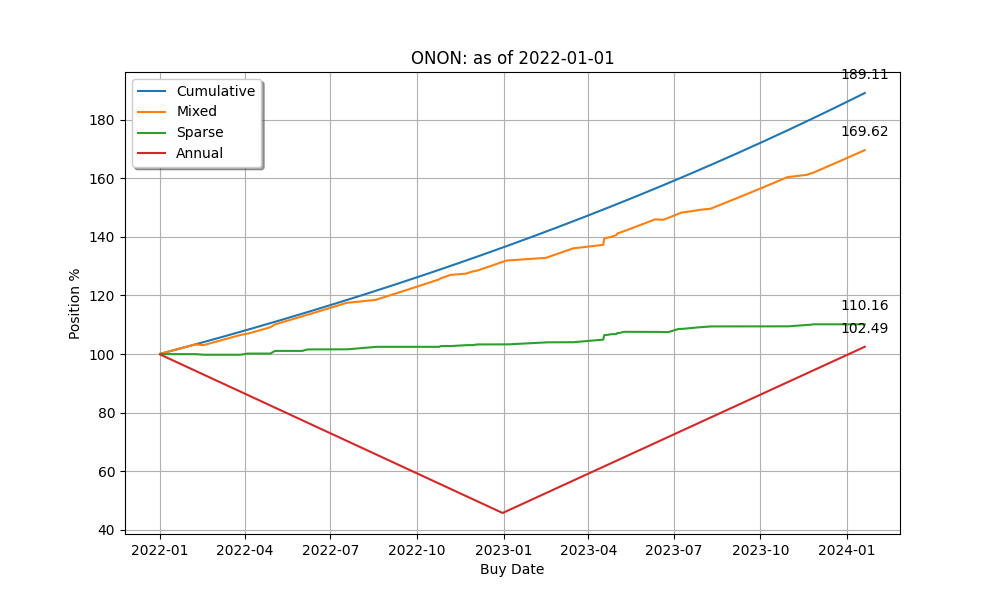 ONON: as of 2022-01-01
189.11
Cumulative
Mixed
Sparse
Annual
169.62
110.16
102.49
180
160
140
120
100
80
60
40
Position %
2022-01 2022-04 2022-07 2022-10 2023-01 2023-04 2023-07 2023-10 2024-01
Buy Date